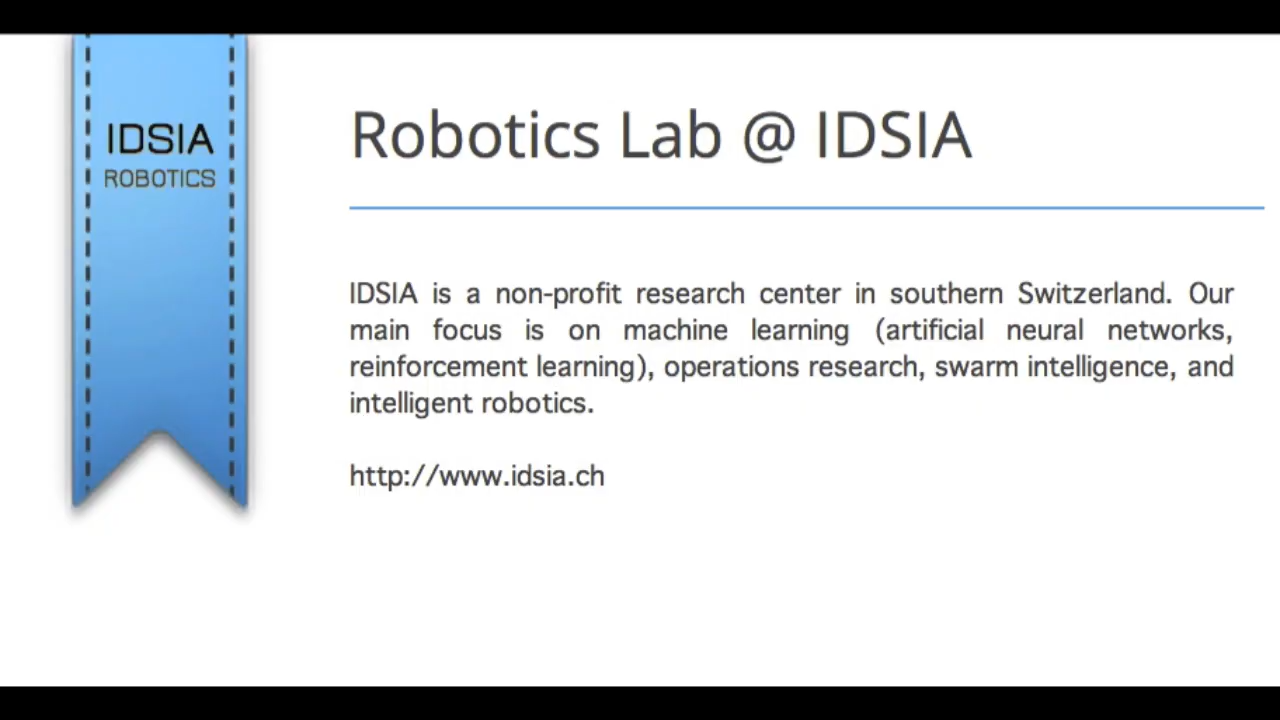 IDSIA
ROBOTICS
Robotics Lab @ IDSIA
IDSIA is a non-profit research center in southern Switzerland. Our
main focus is on machine learning (artificial neural networks,
reinforcement learning), operations research, swarm intelligence, and
intelligent robotics.
http://www.idsia.ch